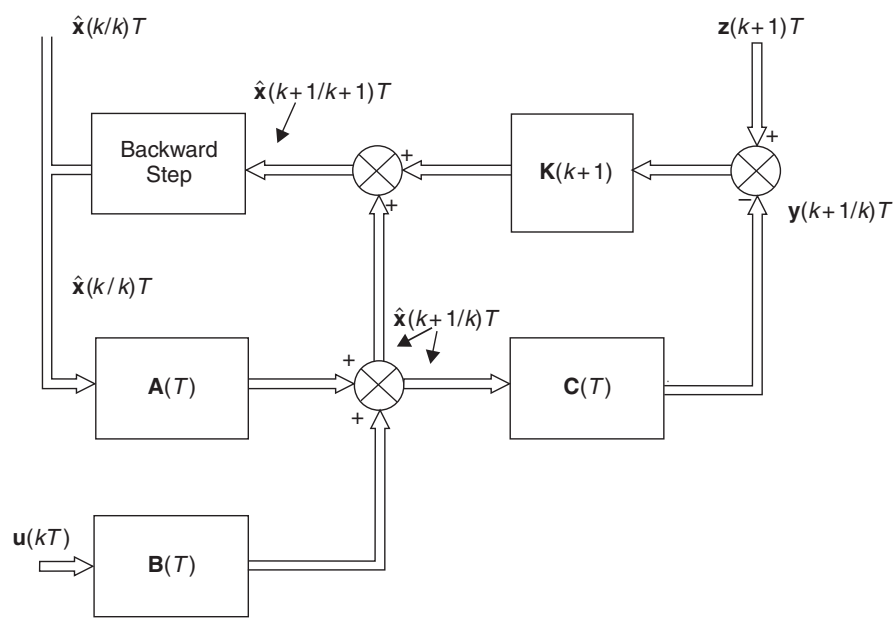 x̂(k/k)T
z(k+1)T
x̂(k+1/k+1)T
Backward
Step
+
K(k+1)
+
+
−
y(k+1/k)T
x̂(k/k)T
x̂(k+1/k)T
+
A(T)
C(T)
+
u(kT)
B(T)